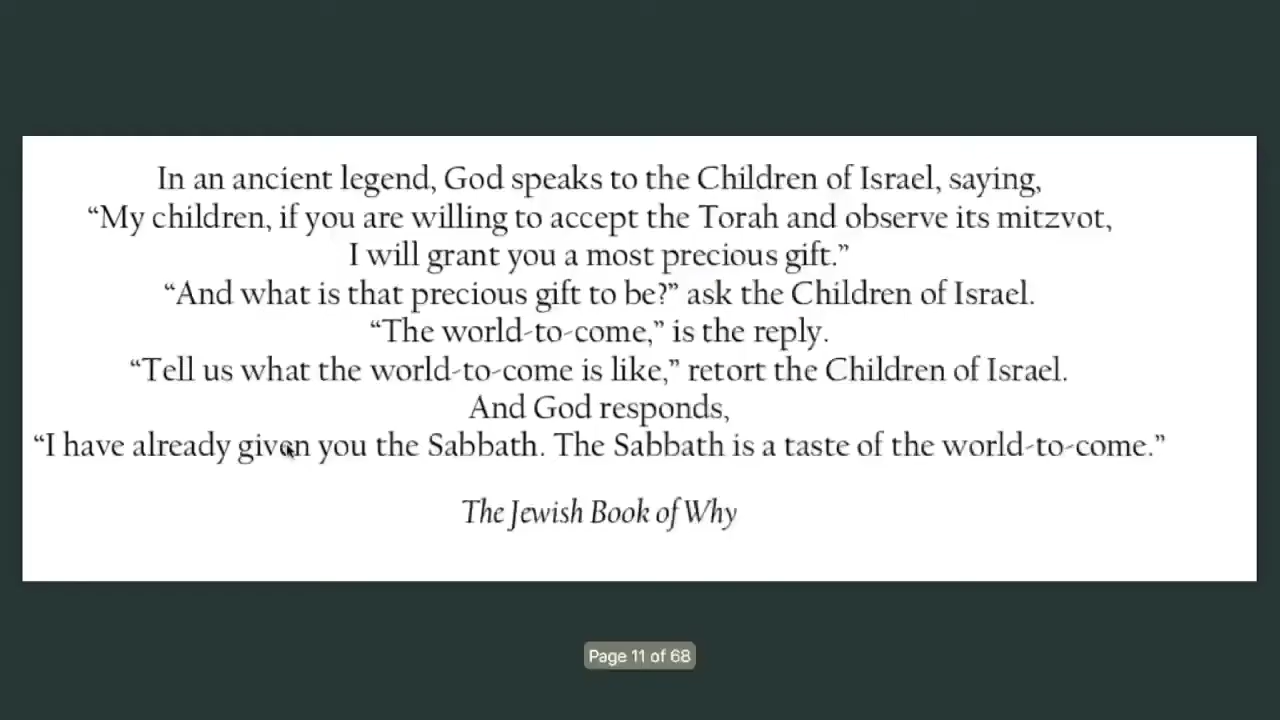 In an ancient legend, God speaks to the Children of Israel, saying,
“My children, if you are willing to accept the Torah and observe its mitzvot,
I will grant you a most precious gift.”
“And what is that precious gift to be?” ask the Children of Israel.
“The world-to-come,” is the reply.
“Tell us what the world-to-come is like,” retort the Children of Israel.
And God responds,
“I have already given you the Sabbath. The Sabbath is a taste of the world-to-come.”
The Jewish Book of Why
Page 11 of 68